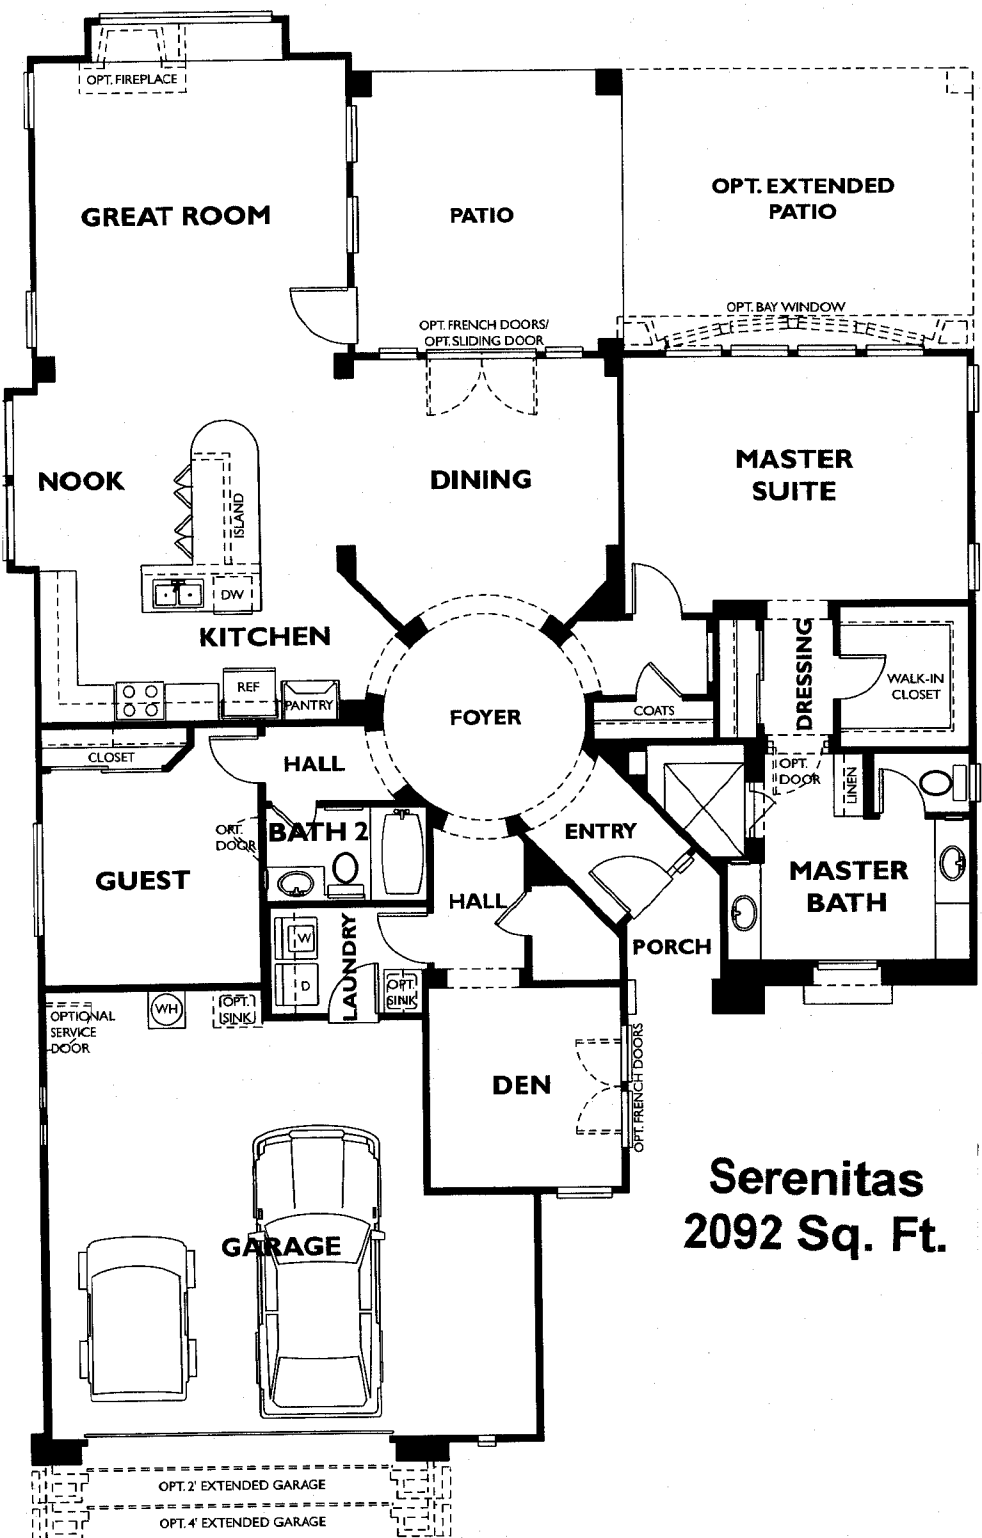 OPT. FIREPLACE
GREAT ROOM
PATIO
OPT. EXTENDED
PATIO
OPT. BAY WINDOW
OPT. FRENCH DOORS/
OPT. SLIDING DOOR
NOOK
ISLAND
DINING
MASTER
SUITE
DW
KITCHEN
REF
PANTRY
FOYER
COATS
DRESSING
WALK-IN
CLOSET
CLOSET
HALL
OPT.
DOOR
LINEN
OPT.
DOOR
BATH 2
ENTRY
GUEST
HALL
MASTER
BATH
W
D
LAUNDRY
OPT.
SINK
PORCH
OPTIONAL
SERVICE
DOOR
WH
OPT.
SINK
DEN
OPT. FRENCH DOORS
Serenitas
2092 Sq. Ft.
GARAGE
OPT. 2' EXTENDED GARAGE
OPT. 4' EXTENDED GARAGE